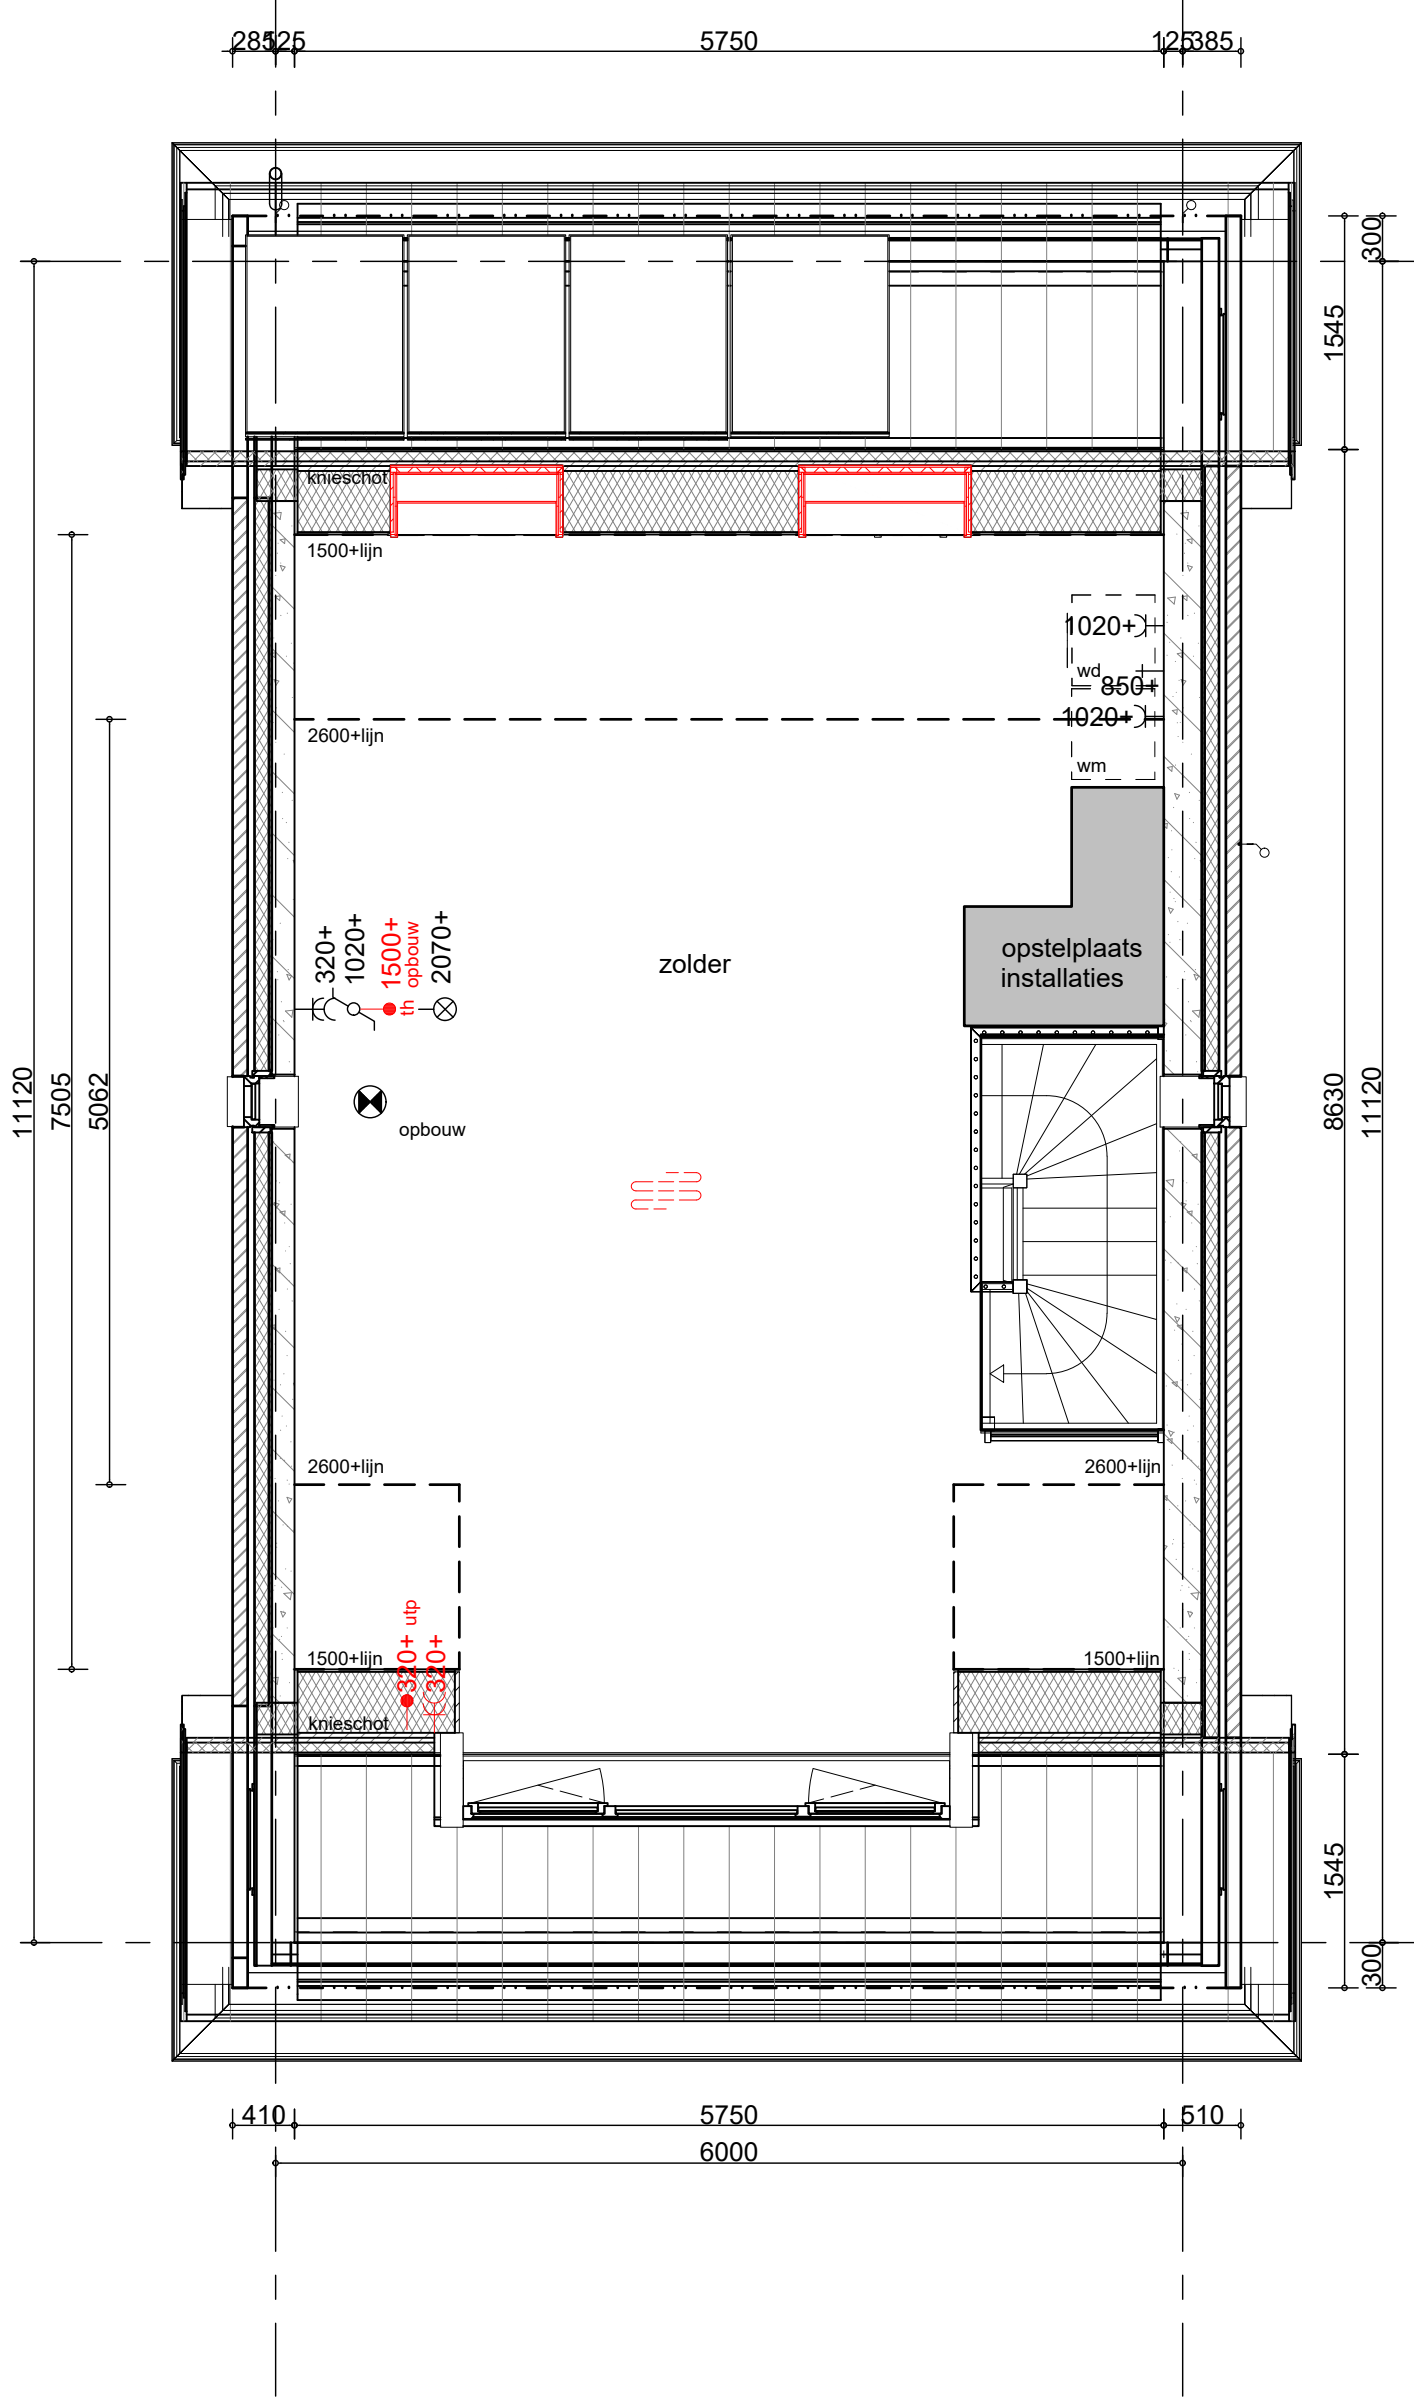 285
125
5750
125
385
300
1545
knieschot
1500+lijn
1020+
wd
850+
1020+
2600+lijn
wm
320+
1020+
1500+
th opbouw
2070+
zolder
opstelplaats
installaties
11120
7505
5062
8630
11120
opbouw
2600+lijn
2600+lijn
320+ utp
320+
1500+lijn
1500+lijn
knieschot
1545
300
410
5750
510
6000